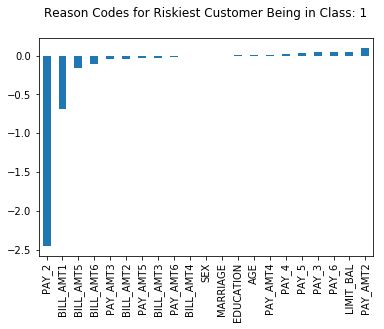 Reason Codes for Riskiest Customer Being in Class: 1
0.0
−0.5
−1.0
−1.5
−2.0
−2.5
PAY_2
BILL_AMT1
BILL_AMT5
BILL_AMT6
PAY_AMT3
BILL_AMT2
PAY_AMT5
BILL_AMT3
PAY_AMT6
BILL_AMT4
SEX
MARRIAGE
EDUCATION
AGE
PAY_AMT4
PAY_4
PAY_5
PAY_3
PAY_6
LIMIT_BAL
PAY_AMT2